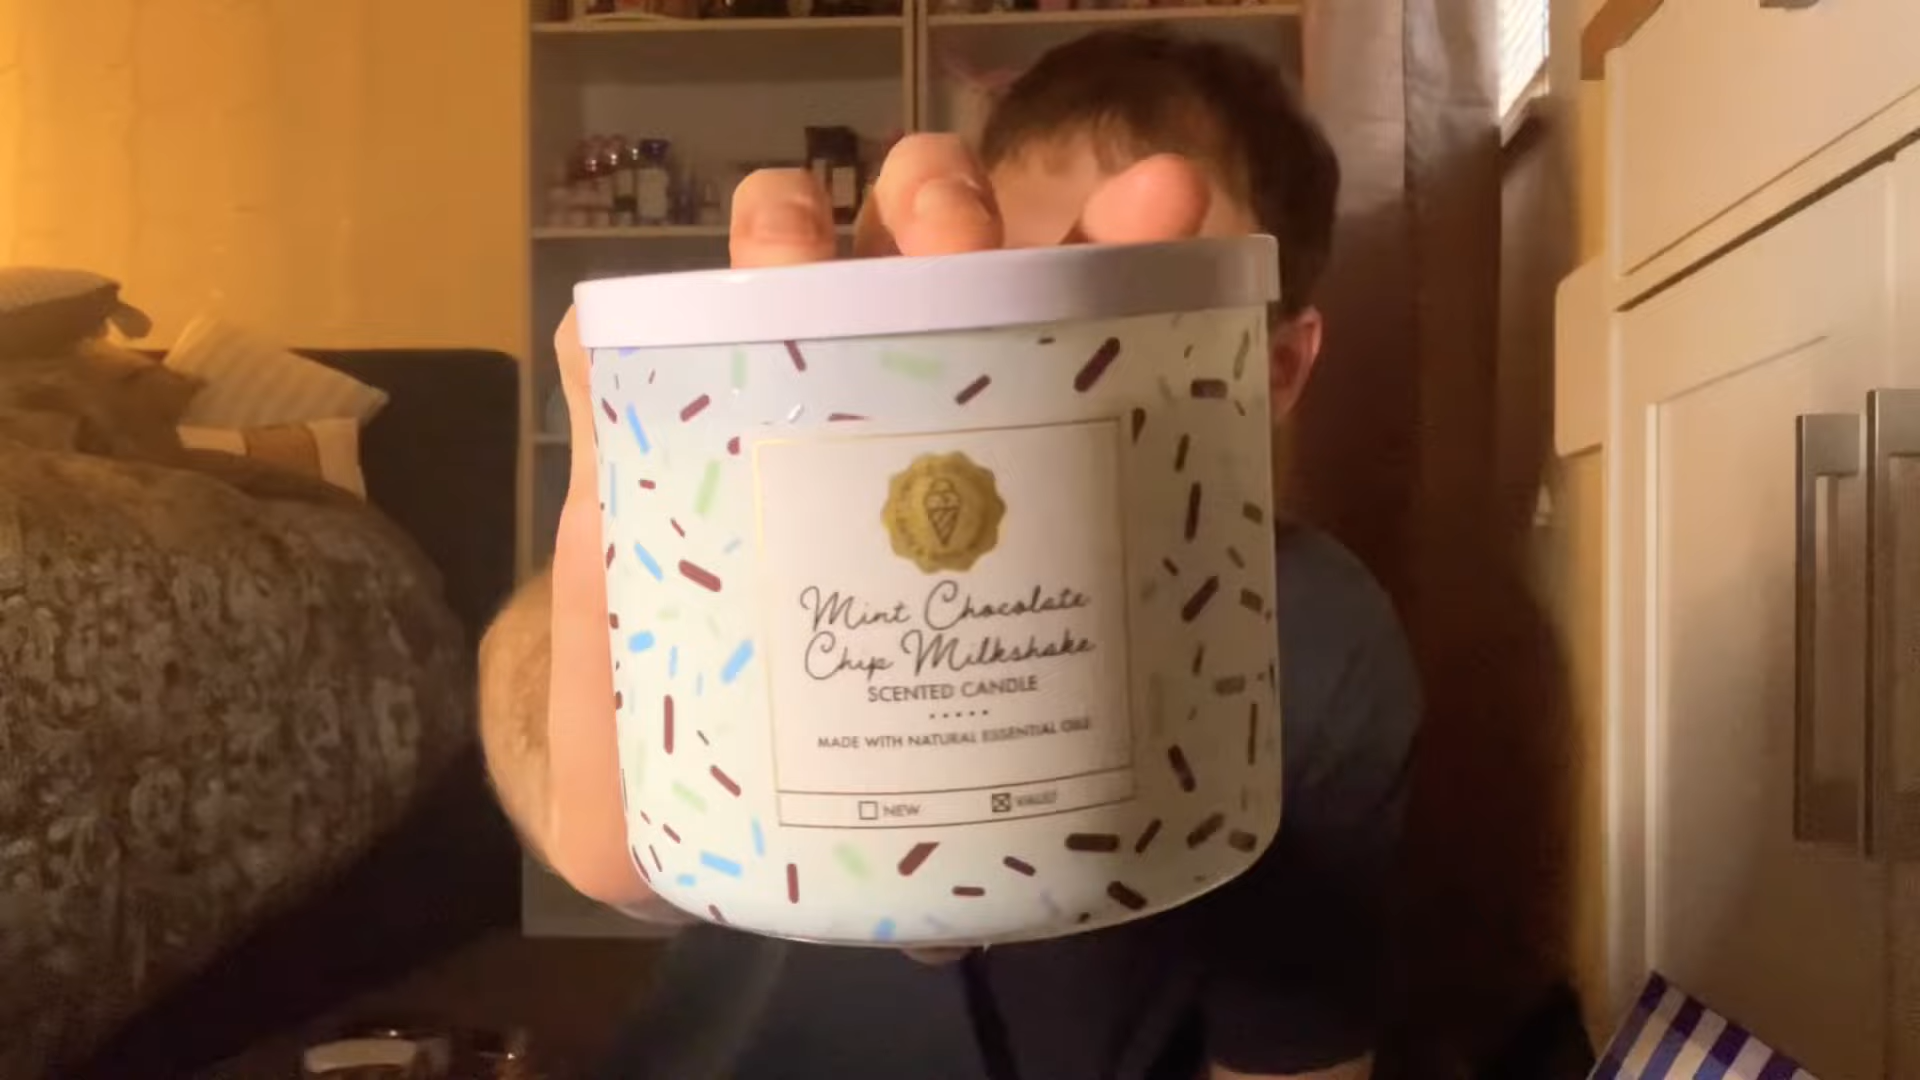 Mint Chocolate
Chip Milkshake
SCENTED CANDLE
MADE WITH NATURAL ESSENTIAL OILS
NEW VAULT